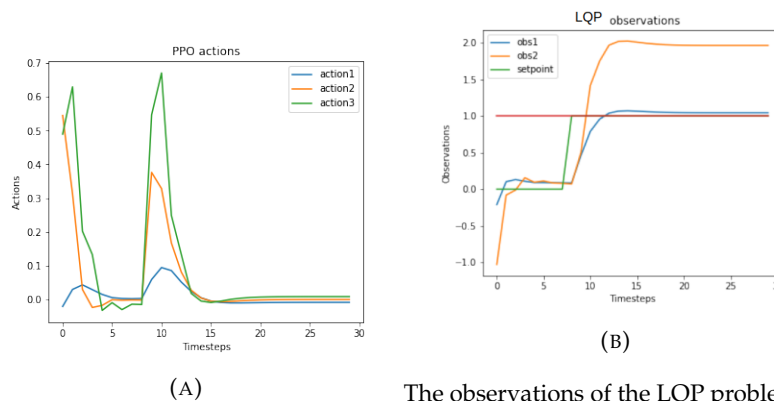 PPO actions
action1
action2
action3
0.7
0.6
0.5
0.4
0.3
0.2
0.1
0.0
Actions
0
5
10
15
20
25
30
Timesteps
(A)
LQP observations
obs1
obs2
setpoint
2.0
1.5
1.0
0.5
0.0
−0.5
−1.0
Observations
0
5
10
15
20
25
Timesteps
(B)
The observations of the LQP proble